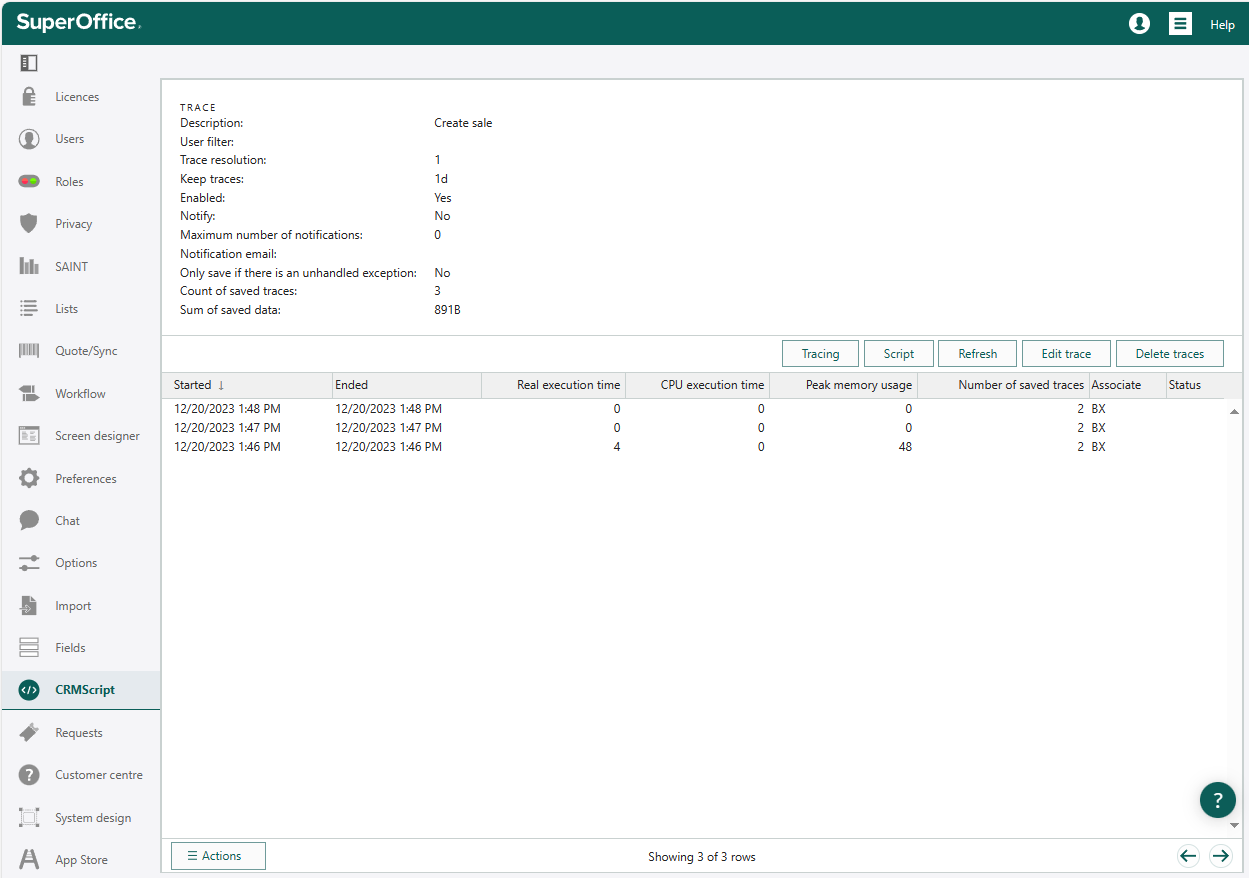 SuperOffice.
Help
Licences
Users
Roles
Privacy
SAINT
Lists
Quote/Sync
Workflow
Screen designer
Preferences
Chat
Options
Import
Fields
CRMScript
Requests
Customer centre
System design
App Store
TRACE
Description: Create sale
User filter:
Trace resolution: 1
Keep traces: 1d
Enabled: Yes
Notify: No
Maximum number of notifications: 0
Notification email:
Only save if there is an unhandled exception: No
Count of saved traces: 3
Sum of saved data: 891B
Tracing Script Refresh Edit trace Delete traces
Started ↓ Ended Real execution time CPU execution time Peak memory usage Number of saved traces Associate Status
12/20/2023 1:48 PM 12/20/2023 1:48 PM 0 0 0 2 BX
12/20/2023 1:47 PM 12/20/2023 1:47 PM 0 0 0 2 BX
12/20/2023 1:46 PM 12/20/2023 1:46 PM 4 0 48 2 BX
?
☰ Actions Showing 3 of 3 rows